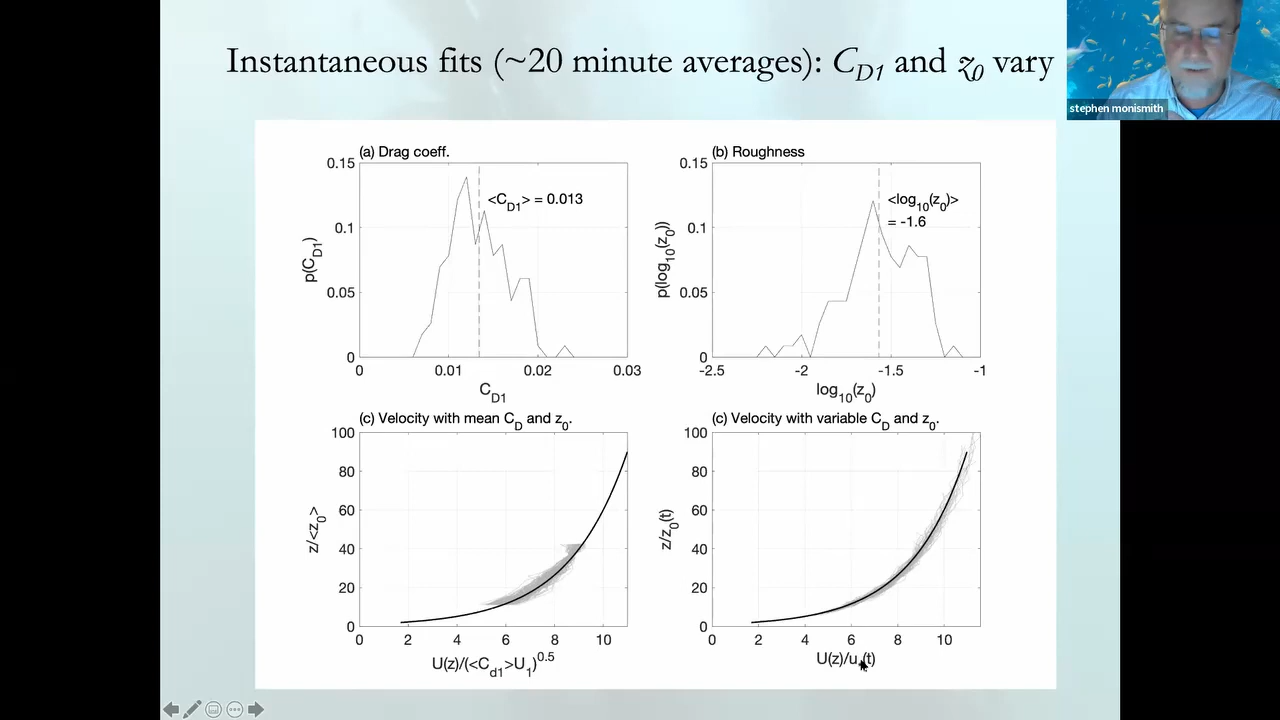 Instantaneous fits (~20 minute averages): C_D1 and z_0 vary
stephen monismith
(a) Drag coeff.
0.15
0.1
0.05
0
p(C_D1)
<C_D1> = 0.013
0 0.01 0.02 0.03
C_D1
(b) Roughness
0.15
0.1
0.05
0
p(log_10(z_0))
<log_10(z_0)>
= -1.6
-2.5 -2 -1.5 -1
log_10(z_0)
(c) Velocity with mean C_D and z_0.
100
80
60
40
20
0
z/<z_0>
0 2 4 6 8 10
U(z)/(<C_d1>U_1)^0.5
(c) Velocity with variable C_D and z_0.
100
80
60
40
20
0
z/z_0(t)
0 2 4 6 8 10